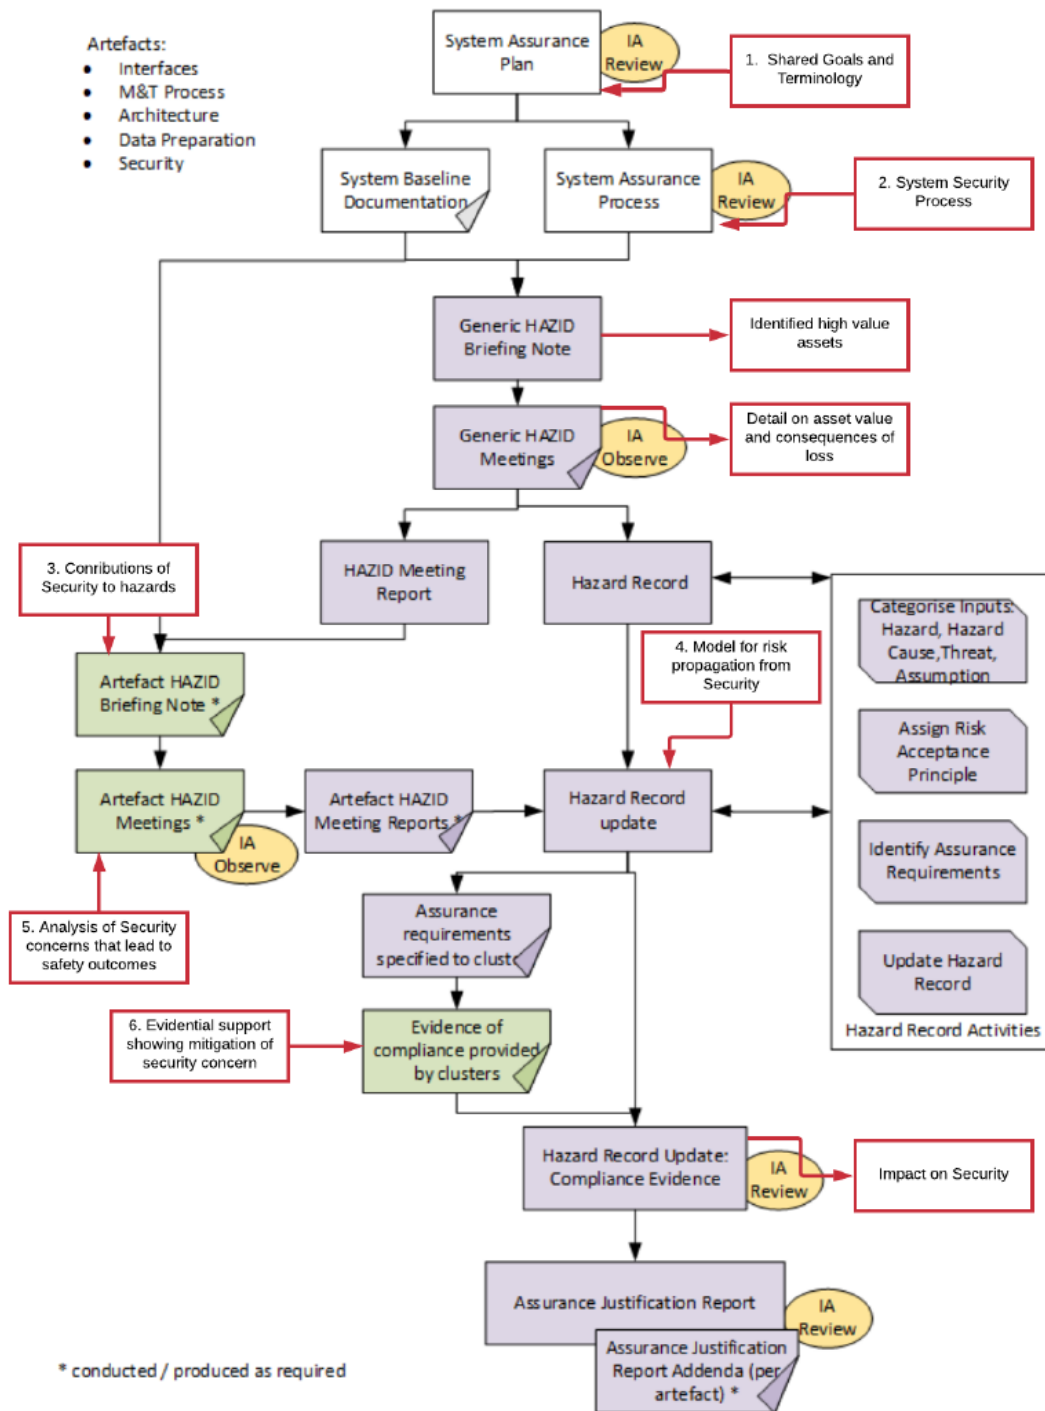 Artefacts:
• Interfaces
• M&T Process
• Architecture
• Data Preparation
• Security
System Assurance
Plan
IA
Review
1. Shared Goals and
Terminology
System Baseline
Documentation
System Assurance
Process
IA
Review
2. System Security
Process
Generic HAZID
Briefing Note
Identified high value
assets
Generic HAZID
Meetings
IA
Observe
Detail on asset value
and consequences of
loss
3. Conributions of
Security to hazards
HAZID Meeting
Report
Hazard Record
Categorise Inputs:
Hazard, Hazard
Cause,Threat,
Assumption
4. Model for risk
propagation from
Security
Artefact HAZID
Briefing Note *
Assign Risk
Acceptance
Principle
Artefact HAZID
Meetings *
IA
Observe
Artefact HAZID
Meeting Reports *
Hazard Record
update
Identify Assurance
Requirements
5. Analysis of Security
concerns that lead to
safety outcomes
Assurance
requirements
specified to cluster
Update Hazard
Record
Hazard Record Activities
6. Evidential support
showing mitigation of
security concern
Evidence of
compliance provided
by clusters
Hazard Record Update:
Compliance Evidence
IA
Review
Impact on Security
Assurance Justification Report
IA
Review
Assurance Justification
Report Addenda (per
artefact) *
* conducted / produced as required